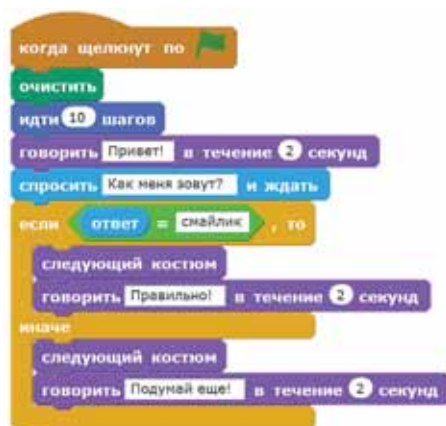 когда щелкнут по
очистить
идти 10 шагов
говорить Привет! в течение 2 секунд
спросить Как меня зовут? и ждать
если ответ = смайлик , то
следующий костюм
говорить Правильно! в течение 2 секунд
иначе
следующий костюм
говорить Подумай еще! в течение 2 секунд